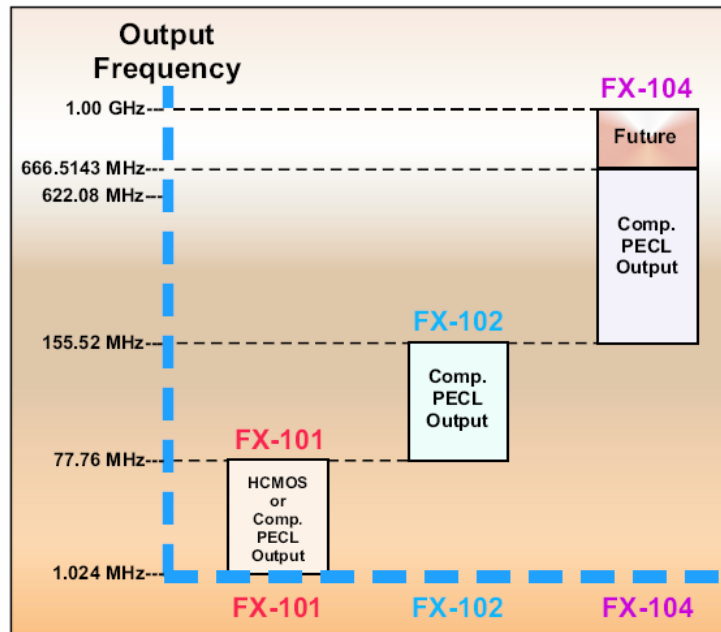 Output
Frequency
FX-104
1.00 GHz---
Future
666.5143 MHz---
622.08---
Comp.
PECL
Output
FX-102
155.52 MHz---
Comp.
PECL
Output
FX-101
77.76 MHz---
HCMOS
or
Comp.
PECL
Output
1.024 MHz---
FX-101 FX-102 FX-104